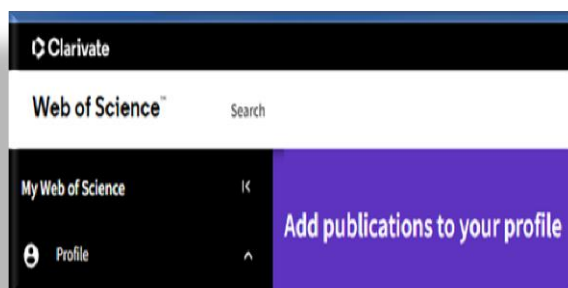 Clarivate
Web of Science™
Search
My Web of Science
Profile
Add publications to your profile